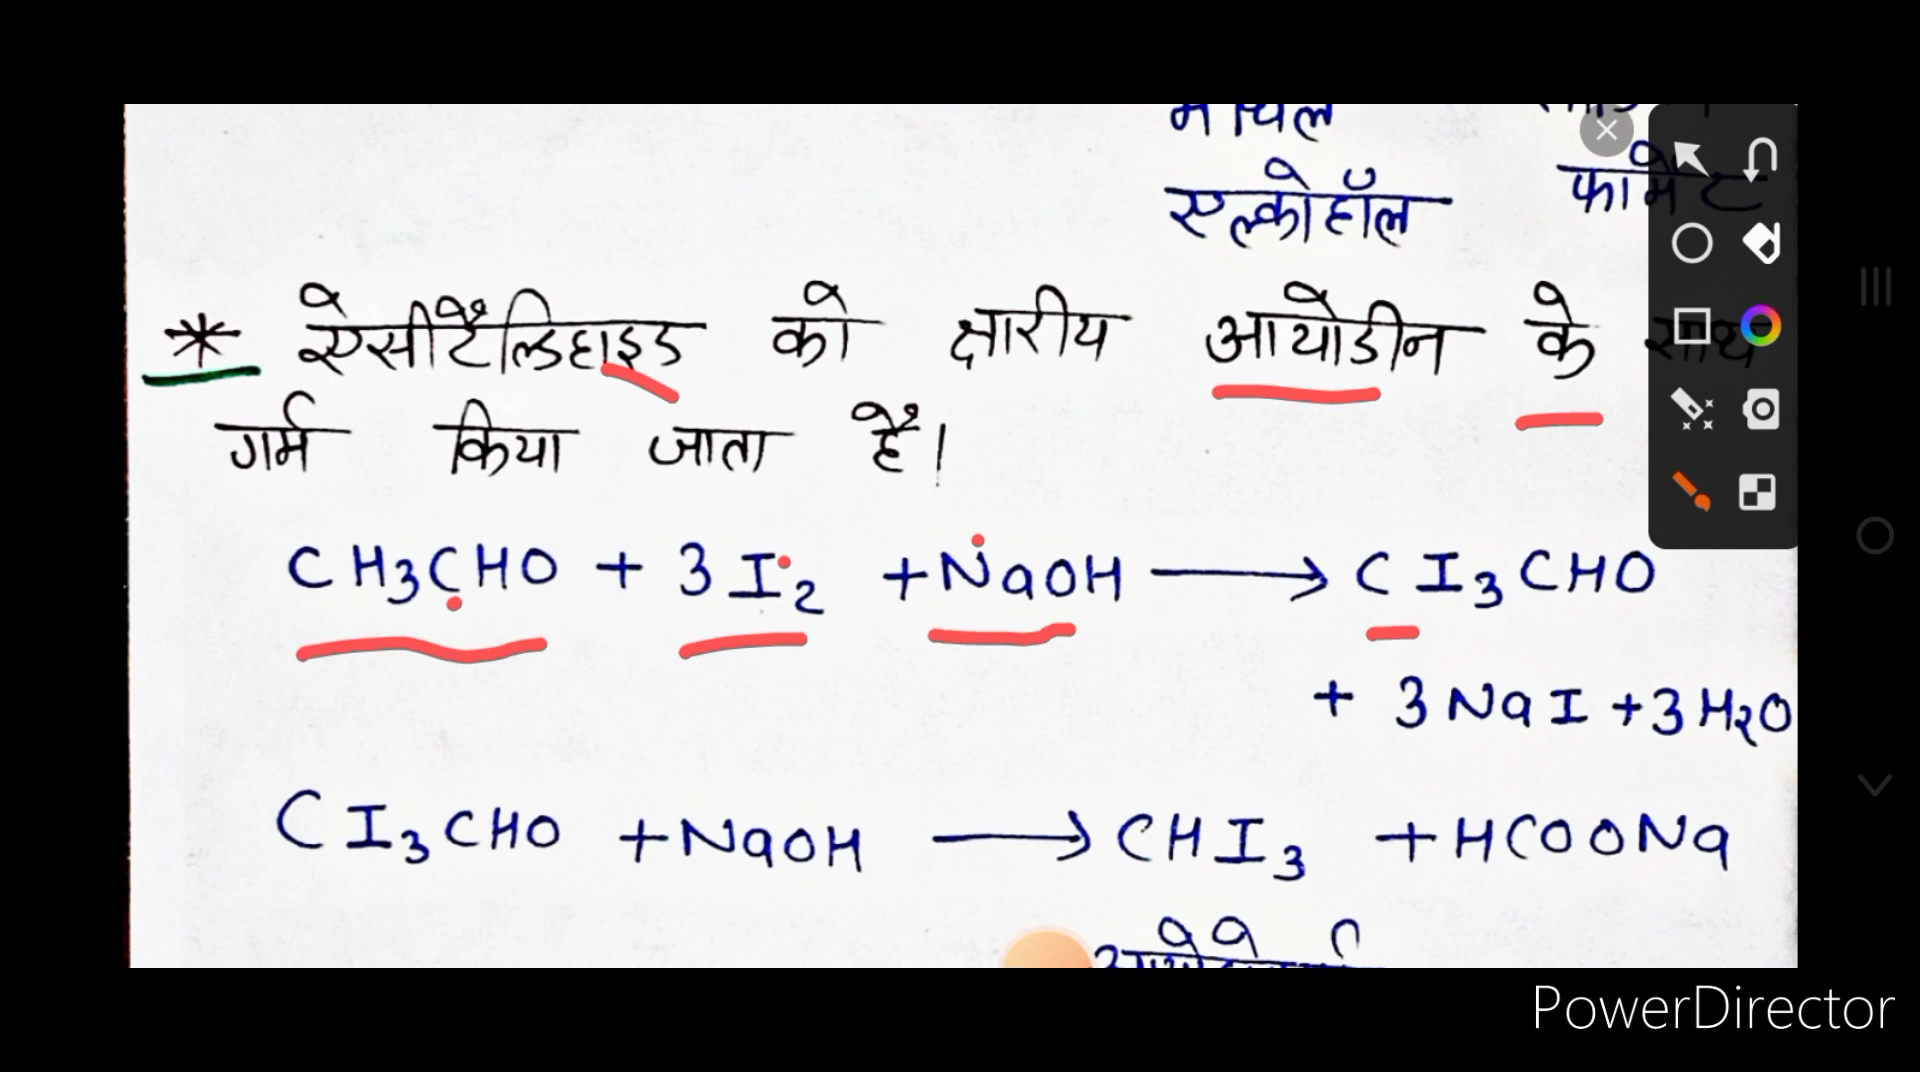 एल्कोहॉल फॉर्मेट
* ऐसीटैल्डिहाइड को क्षारीय आयोडीन के साथ
गर्म किया जाता है।
CH3CHO + 3I2 + NaOH → CI3CHO
+ 3NaI + 3H2O
CI3CHO + NaOH → CHI3 + HCOONa
PowerDirector